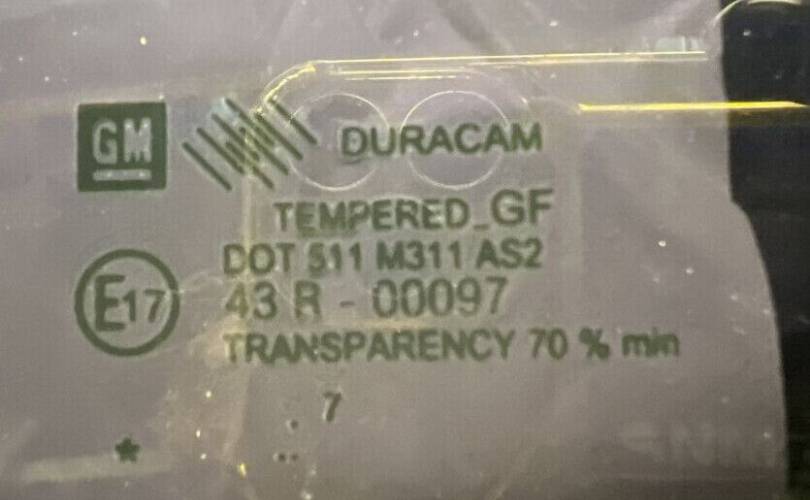 GM DURACAM
TEMPERED_GF
DOT 511 M311 AS2
E17 43 R - 00097
TRANSPARENCY 70 % min
7